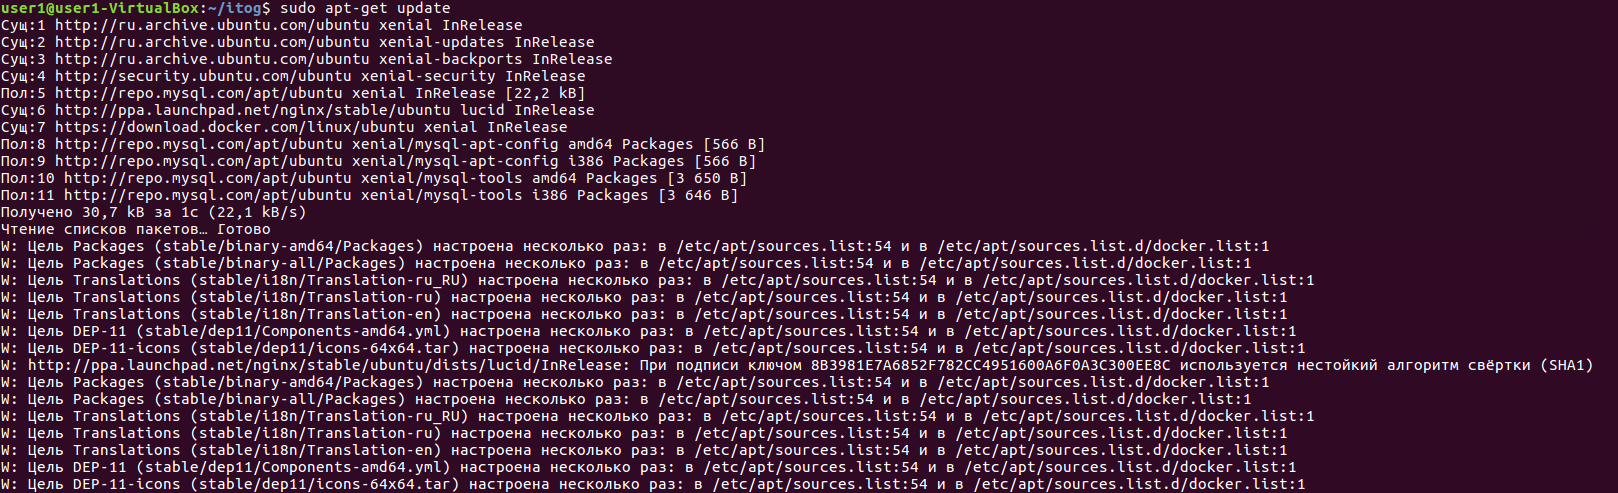 user1@user1-VirtualBox:~/itog$ sudo apt-get update
Сущ:1 http://ru.archive.ubuntu.com/ubuntu xenial InRelease
Сущ:2 http://ru.archive.ubuntu.com/ubuntu xenial-updates InRelease
Сущ:3 http://ru.archive.ubuntu.com/ubuntu xenial-backports InRelease
Сущ:4 http://security.ubuntu.com/ubuntu xenial-security InRelease
Пол:5 http://repo.mysql.com/apt/ubuntu xenial InRelease [22,2 kB]
Сущ:6 http://ppa.launchpad.net/nginx/stable/ubuntu lucid InRelease
Сущ:7 https://download.docker.com/linux/ubuntu xenial InRelease
Пол:8 http://repo.mysql.com/apt/ubuntu xenial/mysql-apt-config amd64 Packages [566 B]
Пол:9 http://repo.mysql.com/apt/ubuntu xenial/mysql-apt-config i386 Packages [566 B]
Пол:10 http://repo.mysql.com/apt/ubuntu xenial/mysql-tools amd64 Packages [3 650 B]
Пол:11 http://repo.mysql.com/apt/ubuntu xenial/mysql-tools i386 Packages [3 646 B]
Получено 30,7 kB за 1с (22,1 kB/s)
Чтение списков пакетов… Готово
W: Цель Packages (stable/binary-amd64/Packages) настроена несколько раз: в /etc/apt/sources.list:54 и в /etc/apt/sources.list.d/docker.list:1
W: Цель Packages (stable/binary-all/Packages) настроена несколько раз: в /etc/apt/sources.list:54 и в /etc/apt/sources.list.d/docker.list:1
W: Цель Translations (stable/i18n/Translation-ru_RU) настроена несколько раз: в /etc/apt/sources.list:54 и в /etc/apt/sources.list.d/docker.list:1
W: Цель Translations (stable/i18n/Translation-ru) настроена несколько раз: в /etc/apt/sources.list:54 и в /etc/apt/sources.list.d/docker.list:1
W: Цель Translations (stable/i18n/Translation-en) настроена несколько раз: в /etc/apt/sources.list:54 и в /etc/apt/sources.list.d/docker.list:1
W: Цель DEP-11 (stable/dep11/Components-amd64.yml) настроена несколько раз: в /etc/apt/sources.list:54 и в /etc/apt/sources.list.d/docker.list:1
W: Цель DEP-11-icons (stable/dep11/icons-64x64.tar) настроена несколько раз: в /etc/apt/sources.list:54 и в /etc/apt/sources.list.d/docker.list:1
W: http://ppa.launchpad.net/nginx/stable/ubuntu/dists/lucid/InRelease: При подписи ключом 8B3981E7A6852F782CC4951600A6F0A3C300EE8C используется нестойкий алгоритм свёртки (SHA1)
W: Цель Packages (stable/binary-amd64/Packages) настроена несколько раз: в /etc/apt/sources.list:54 и в /etc/apt/sources.list.d/docker.list:1
W: Цель Packages (stable/binary-all/Packages) настроена несколько раз: в /etc/apt/sources.list:54 и в /etc/apt/sources.list.d/docker.list:1
W: Цель Translations (stable/i18n/Translation-ru_RU) настроена несколько раз: в /etc/apt/sources.list:54 и в /etc/apt/sources.list.d/docker.list:1
W: Цель Translations (stable/i18n/Translation-ru) настроена несколько раз: в /etc/apt/sources.list:54 и в /etc/apt/sources.list.d/docker.list:1
W: Цель Translations (stable/i18n/Translation-en) настроена несколько раз: в /etc/apt/sources.list:54 и в /etc/apt/sources.list.d/docker.list:1
W: Цель DEP-11 (stable/dep11/Components-amd64.yml) настроена несколько раз: в /etc/apt/sources.list:54 и в /etc/apt/sources.list.d/docker.list:1
W: Цель DEP-11-icons (stable/dep11/icons-64x64.tar) настроена несколько раз: в /etc/apt/sources.list:54 и в /etc/apt/sources.list.d/docker.list:1